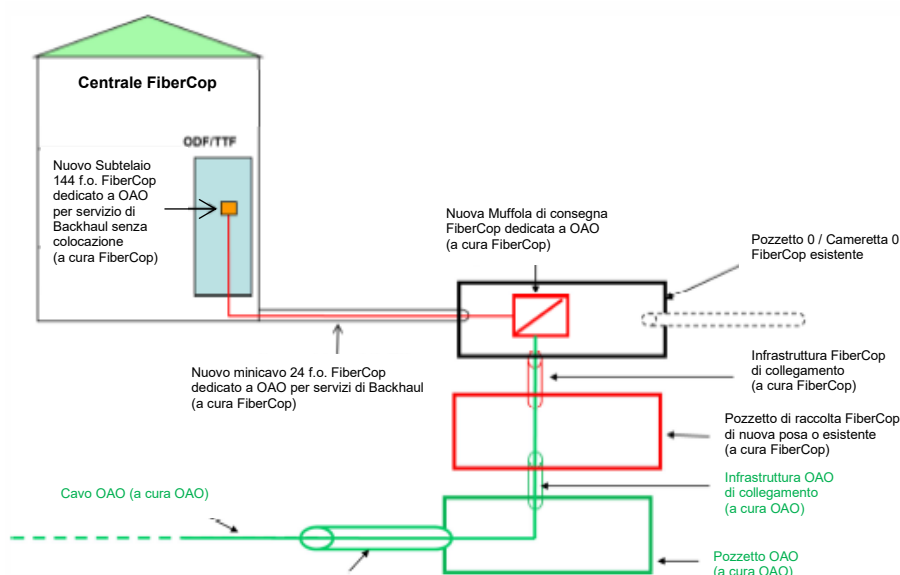 Centrale FiberCop
ODF/TTF
Nuovo Subtelaio
144 f.o. FiberCop
dedicato a OAO
per servizio di
Backhaul senza
colocazione
(a cura FiberCop)
Nuova Muffola di consegna
FiberCop dedicata a OAO
(a cura FiberCop)
Pozzetto 0 / Cameretta 0
FiberCop esistente
Nuovo minicavo 24 f.o. FiberCop
dedicato a OAO per servizi di Backhaul
(a cura FiberCop)
Infrastruttura FiberCop
di collegamento
(a cura FiberCop)
Pozzetto di raccolta FiberCop
di nuova posa o esistente
(a cura FiberCop)
Infrastruttura OAO
di collegamento
(a cura OAO)
Cavo OAO (a cura OAO)
Pozzetto OAO
(a cura OAO)